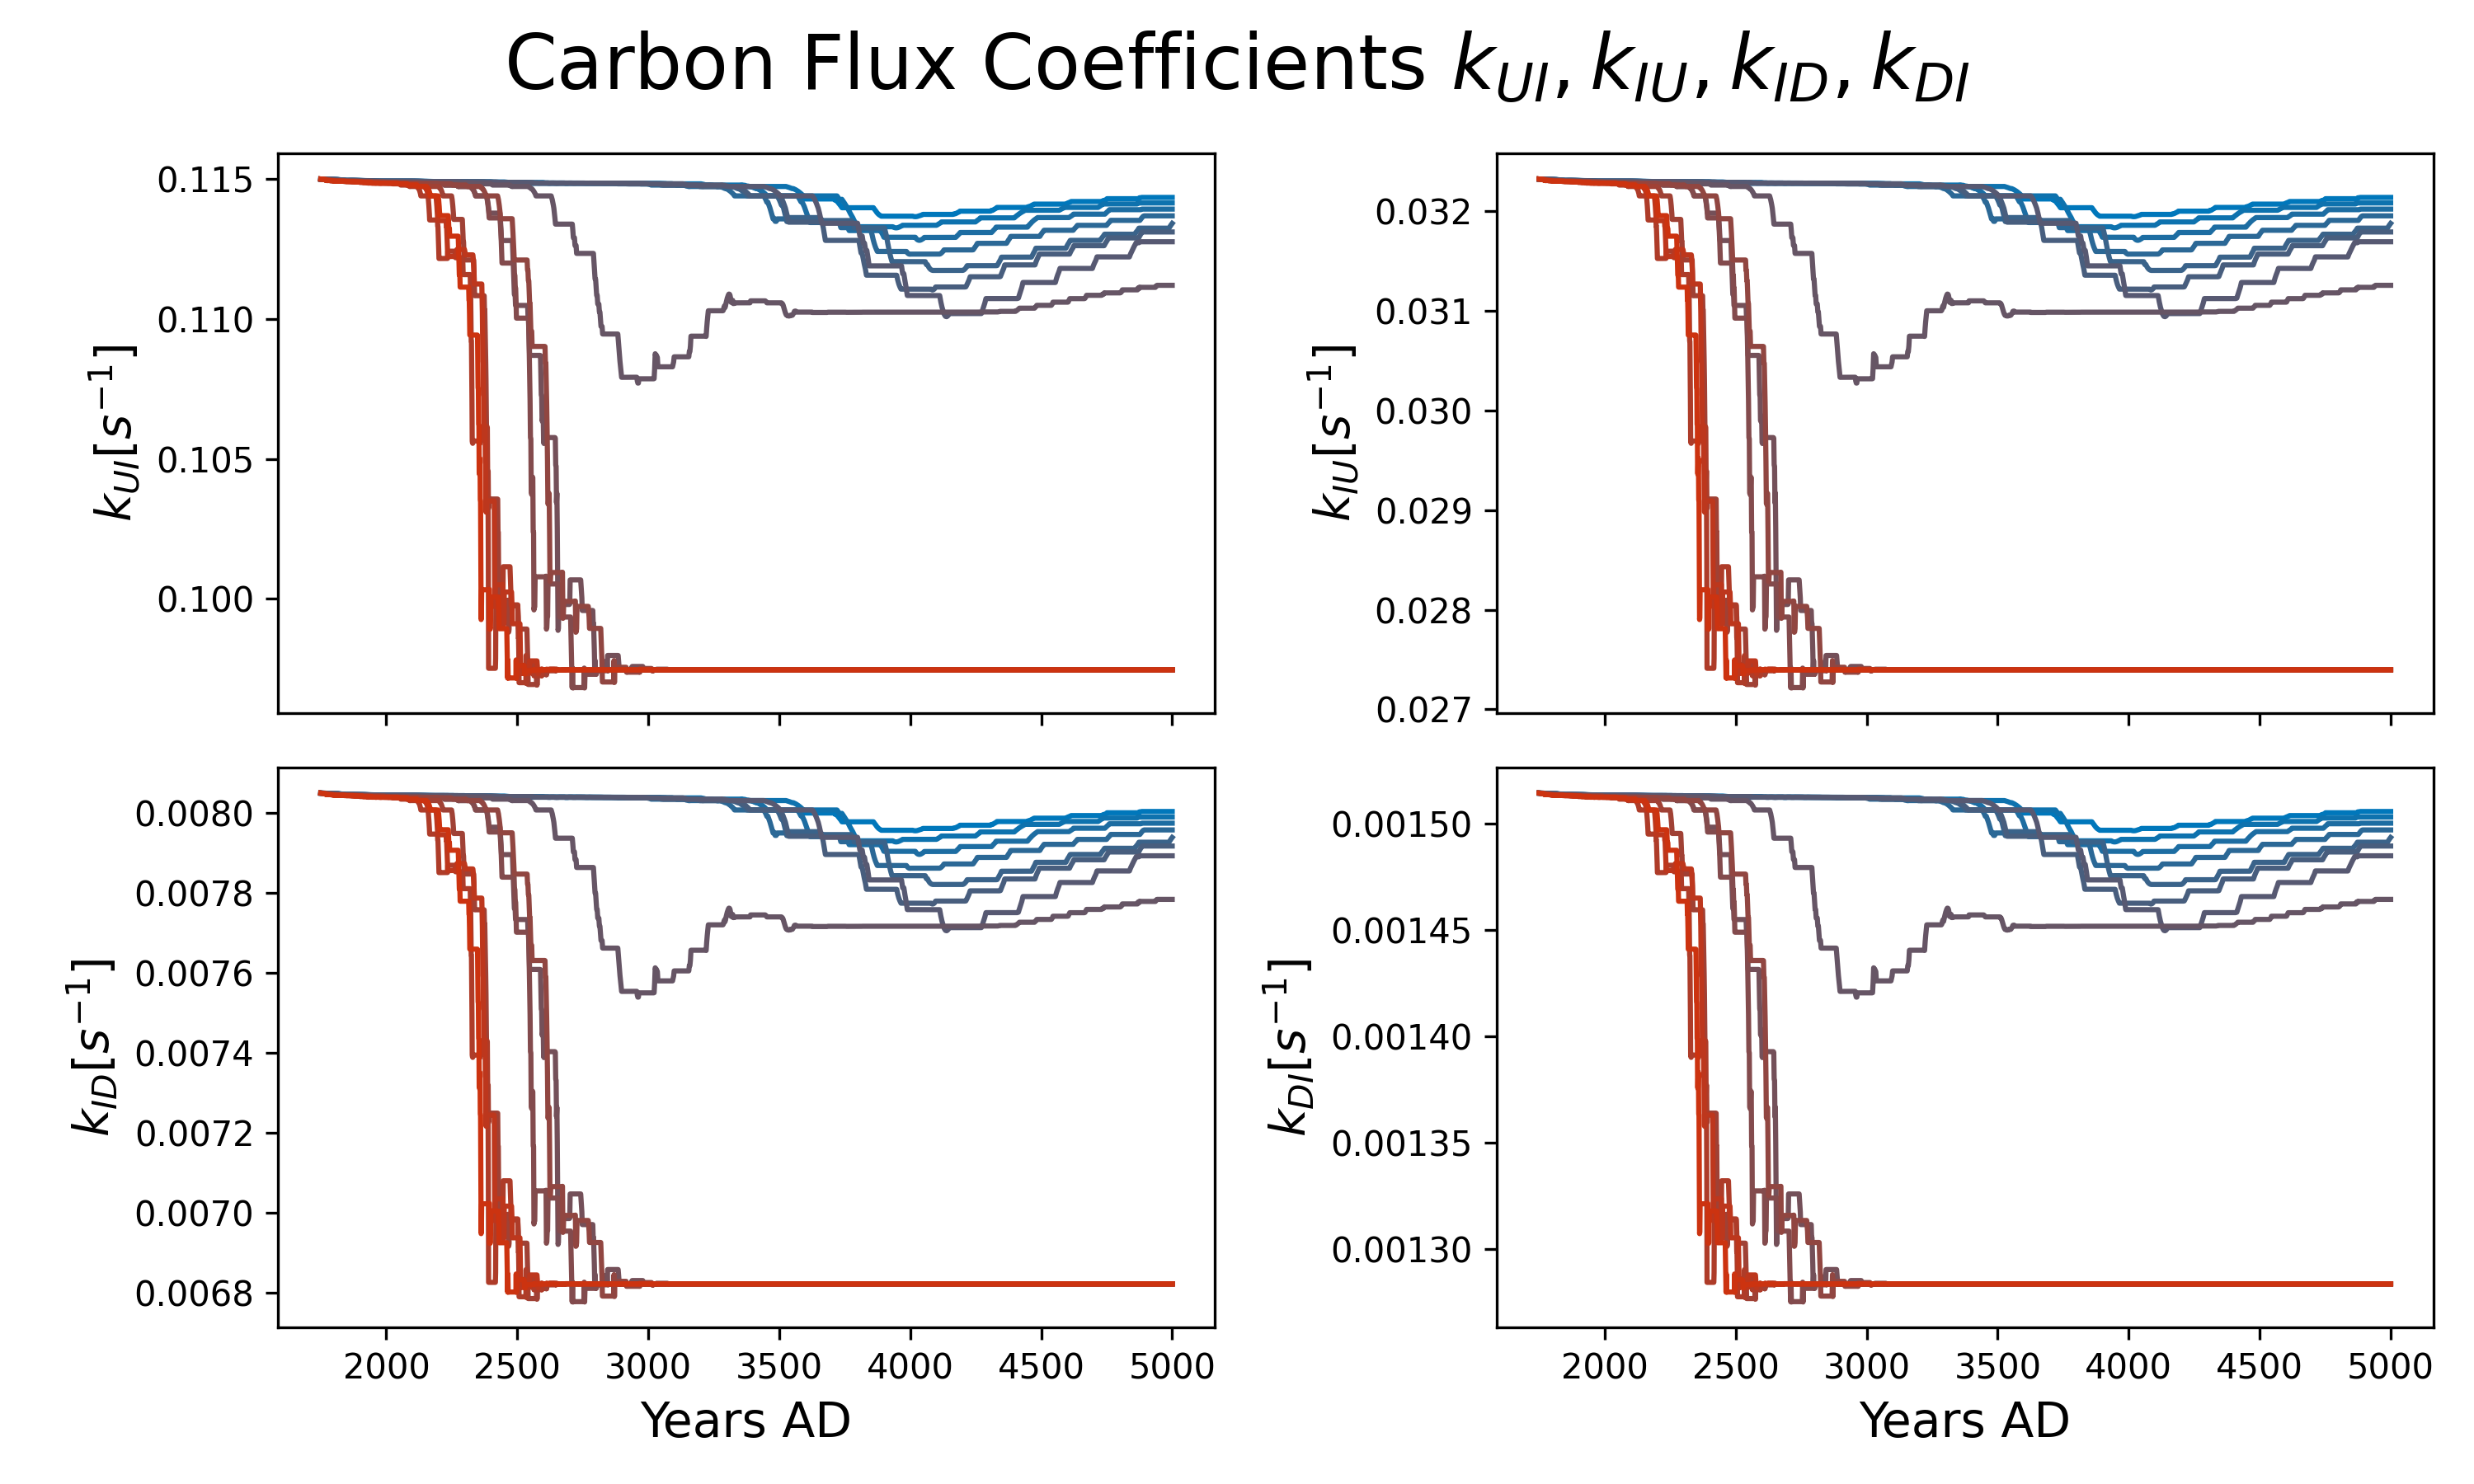 Carbon Flux Coefficients k_UI, k_IU, k_ID, k_DI
k_UI[s⁻¹]
0.115
0.110
0.105
0.100
k_IU[s⁻¹]
0.032
0.031
0.030
0.029
0.028
0.027
k_ID[s⁻¹]
0.0080
0.0078
0.0076
0.0074
0.0072
0.0070
0.0068
2000 2500 3000 3500 4000 4500 5000
Years AD
k_DI[s⁻¹]
0.00150
0.00145
0.00140
0.00135
0.00130
2000 2500 3000 3500 4000 4500 5000
Years AD